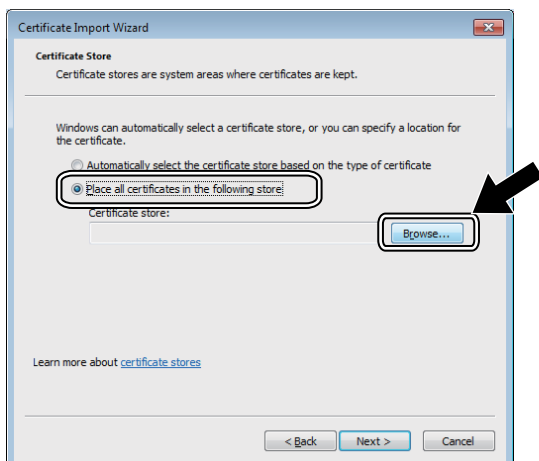 Certificate Import Wizard
Certificate Store
Certificate stores are system areas where certificates are kept.
Windows can automatically select a certificate store, or you can specify a location for
the certificate.
Automatically select the certificate store based on the type of certificate
Place all certificates in the following store
Certificate store:
Browse...
Learn more about certificate stores
< Back
Next >
Cancel